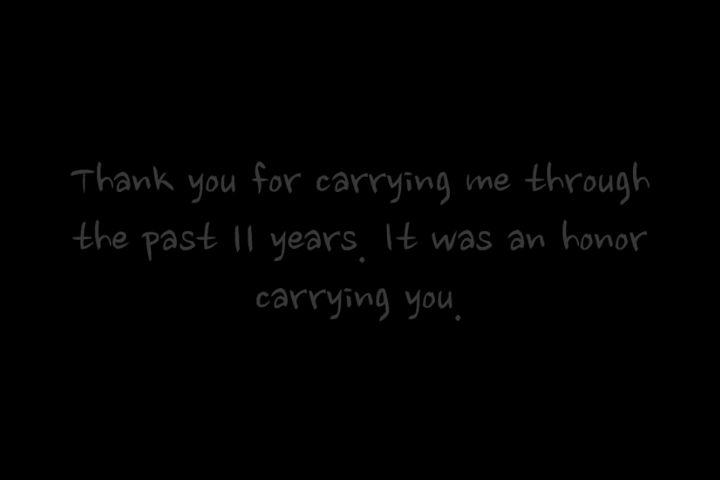 Thank you for carrying me through
the past 11 years. It was an honor
carrying you.